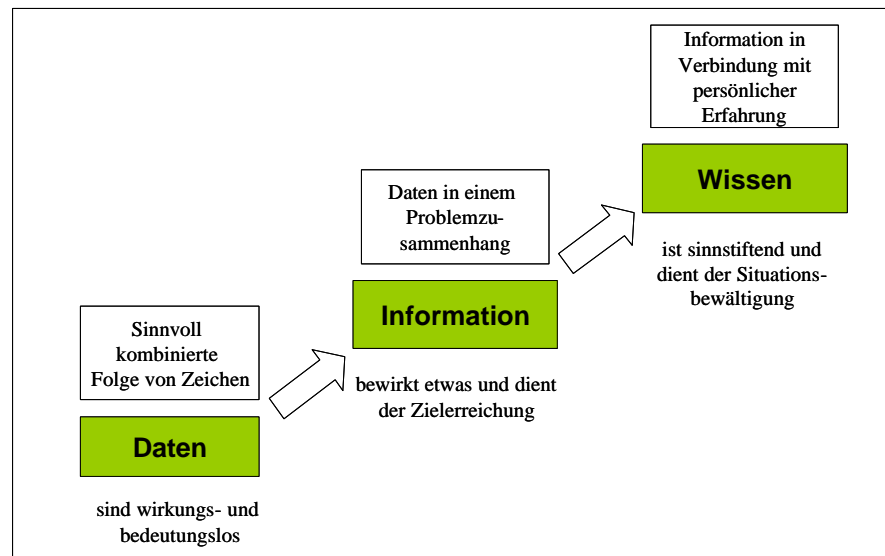 Information in
Verbindung mit
persönlicher
Erfahrung
Wissen
ist sinnstiftend und
dient der Situations-
bewältigung
Daten in einem
Problemzu-
sammenhang
Information
bewirkt etwas und dient
der Zielerreichung
Sinnvoll
kombinierte
Folge von Zeichen
Daten
sind wirkungs- und
bedeutungslos